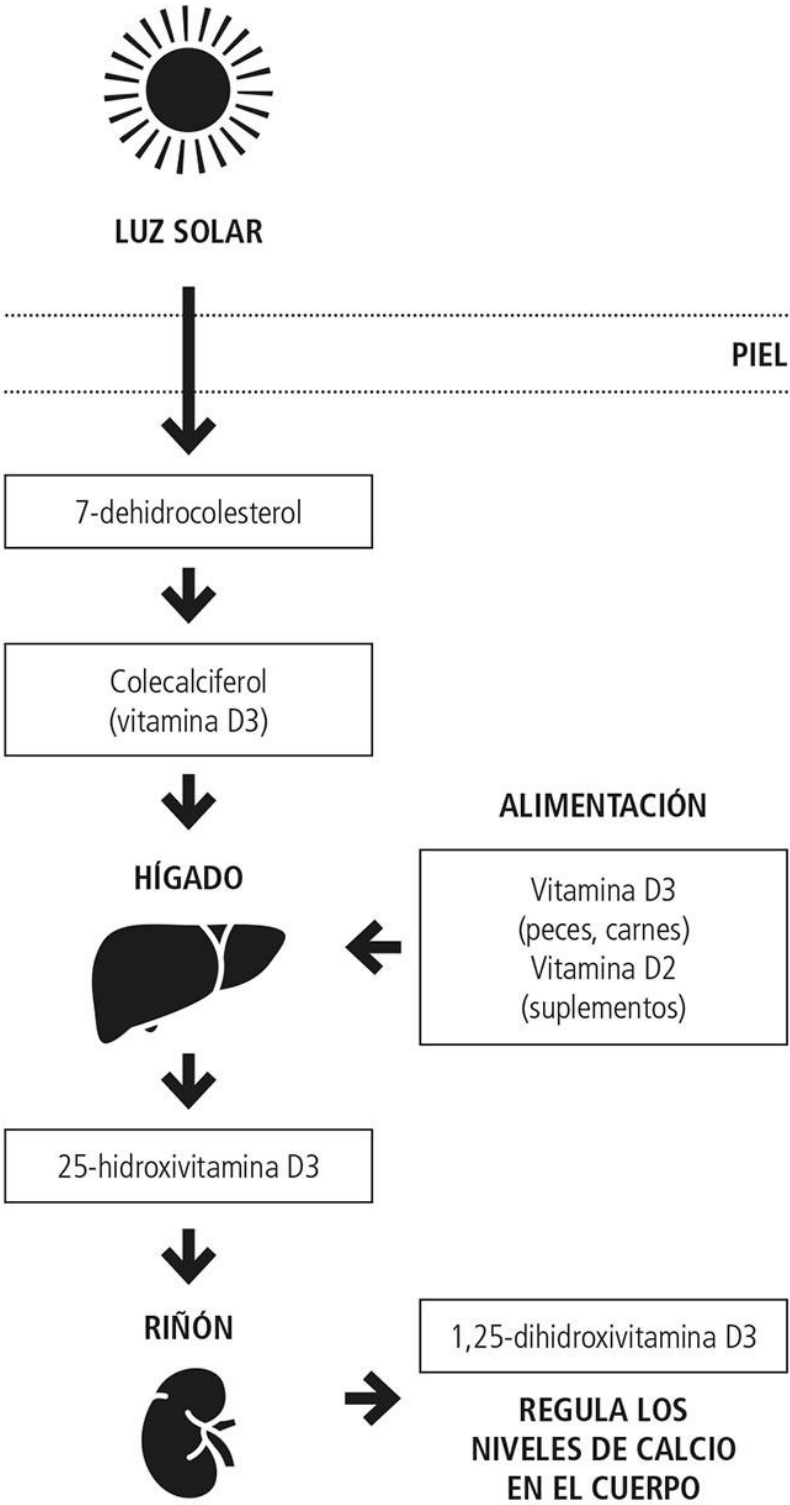 LUZ SOLAR
PIEL
7-dehidrocolesterol
Colecalciferol
(vitamina D3)
HÍGADO
ALIMENTACIÓN
Vitamina D3
(peces, carnes)
Vitamina D2
(suplementos)
25-hidroxivitamina D3
RIÑÓN
1,25-dihidroxivitamina D3
REGULA LOS
NIVELES DE CALCIO
EN EL CUERPO